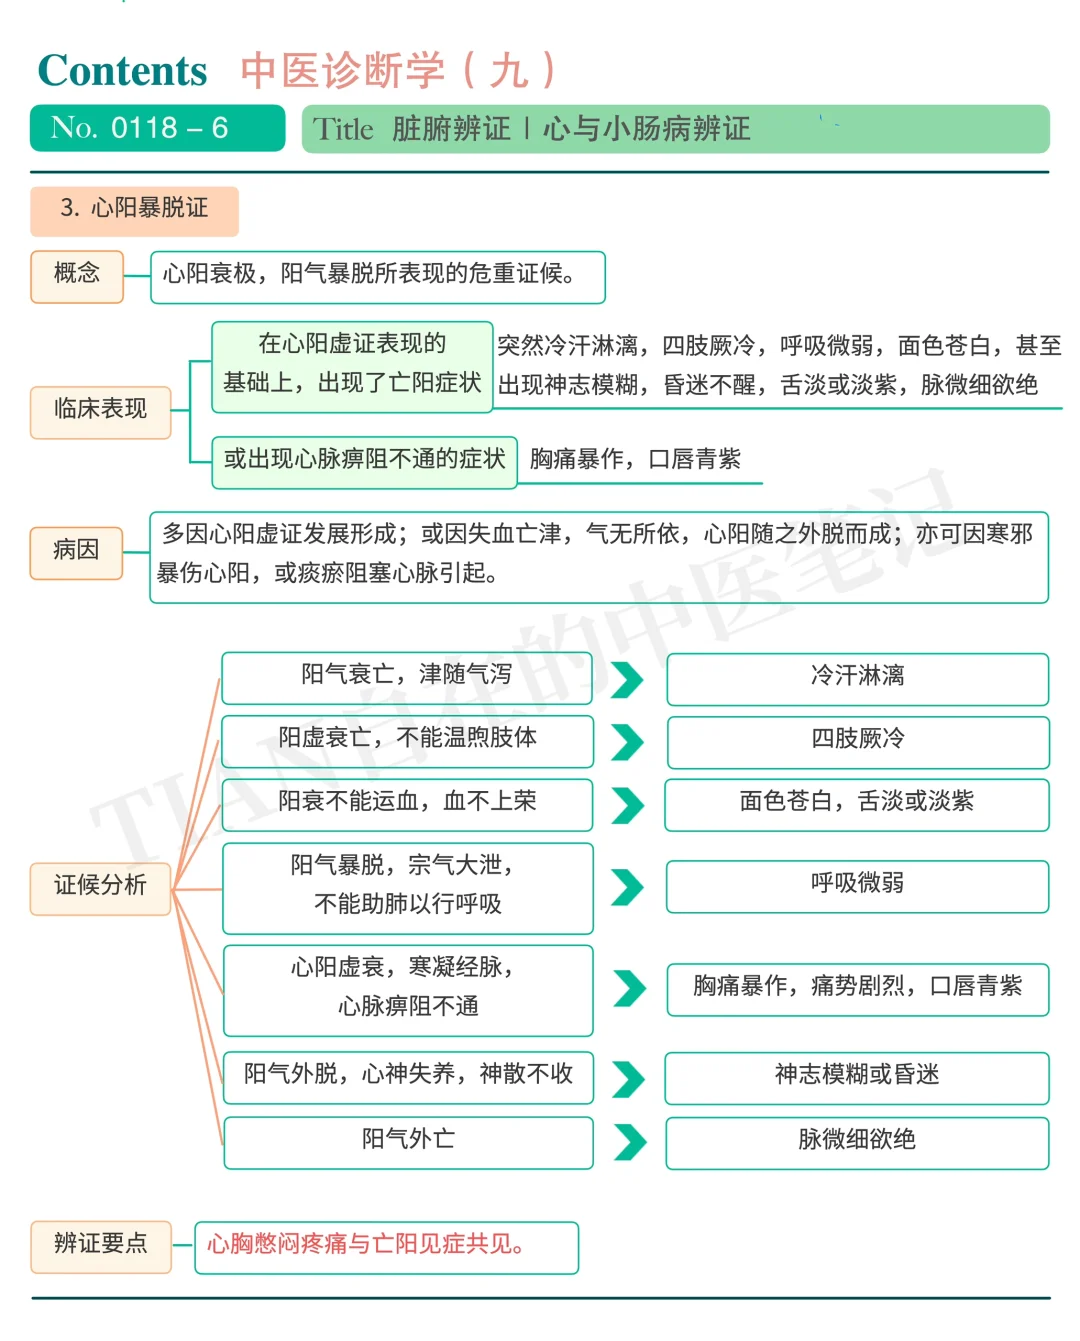 Contents 中医诊断学（九）
No. 0118 – 6
Title 脏腑辨证 | 心与小肠病辨证
3. 心阳暴脱证
概念
心阳衰极，阳气暴脱所表现的危重证候。
临床表现
在心阳虚证表现的
基础上，出现了亡阳症状
突然冷汗淋漓，四肢厥冷，呼吸微弱，面色苍白，甚至
出现神志模糊，昏迷不醒，舌淡或淡紫，脉微细欲绝
或出现心脉痹阻不通的症状
胸痛暴作，口唇青紫
病因
多因心阳虚证发展形成；或因失血亡津，气无所依，心阳随之外脱而成；亦可因寒邪
暴伤心阳，或痰瘀阻塞心脉引起。
证候分析
阳气衰亡，津随气泻
冷汗淋漓
阳虚衰亡，不能温煦肢体
四肢厥冷
阳衰不能运血，血不上荣
面色苍白，舌淡或淡紫
阳气暴脱，宗气大泄，
不能助肺以行呼吸
呼吸微弱
心阳虚衰，寒凝经脉，
心脉痹阻不通
胸痛暴作，痛势剧烈，口唇青紫
阳气外脱，心神失养，神散不收
神志模糊或昏迷
阳气外亡
脉微细欲绝
辨证要点
心胸憋闷疼痛与亡阳见症共见。
TIAN自在的中医笔记